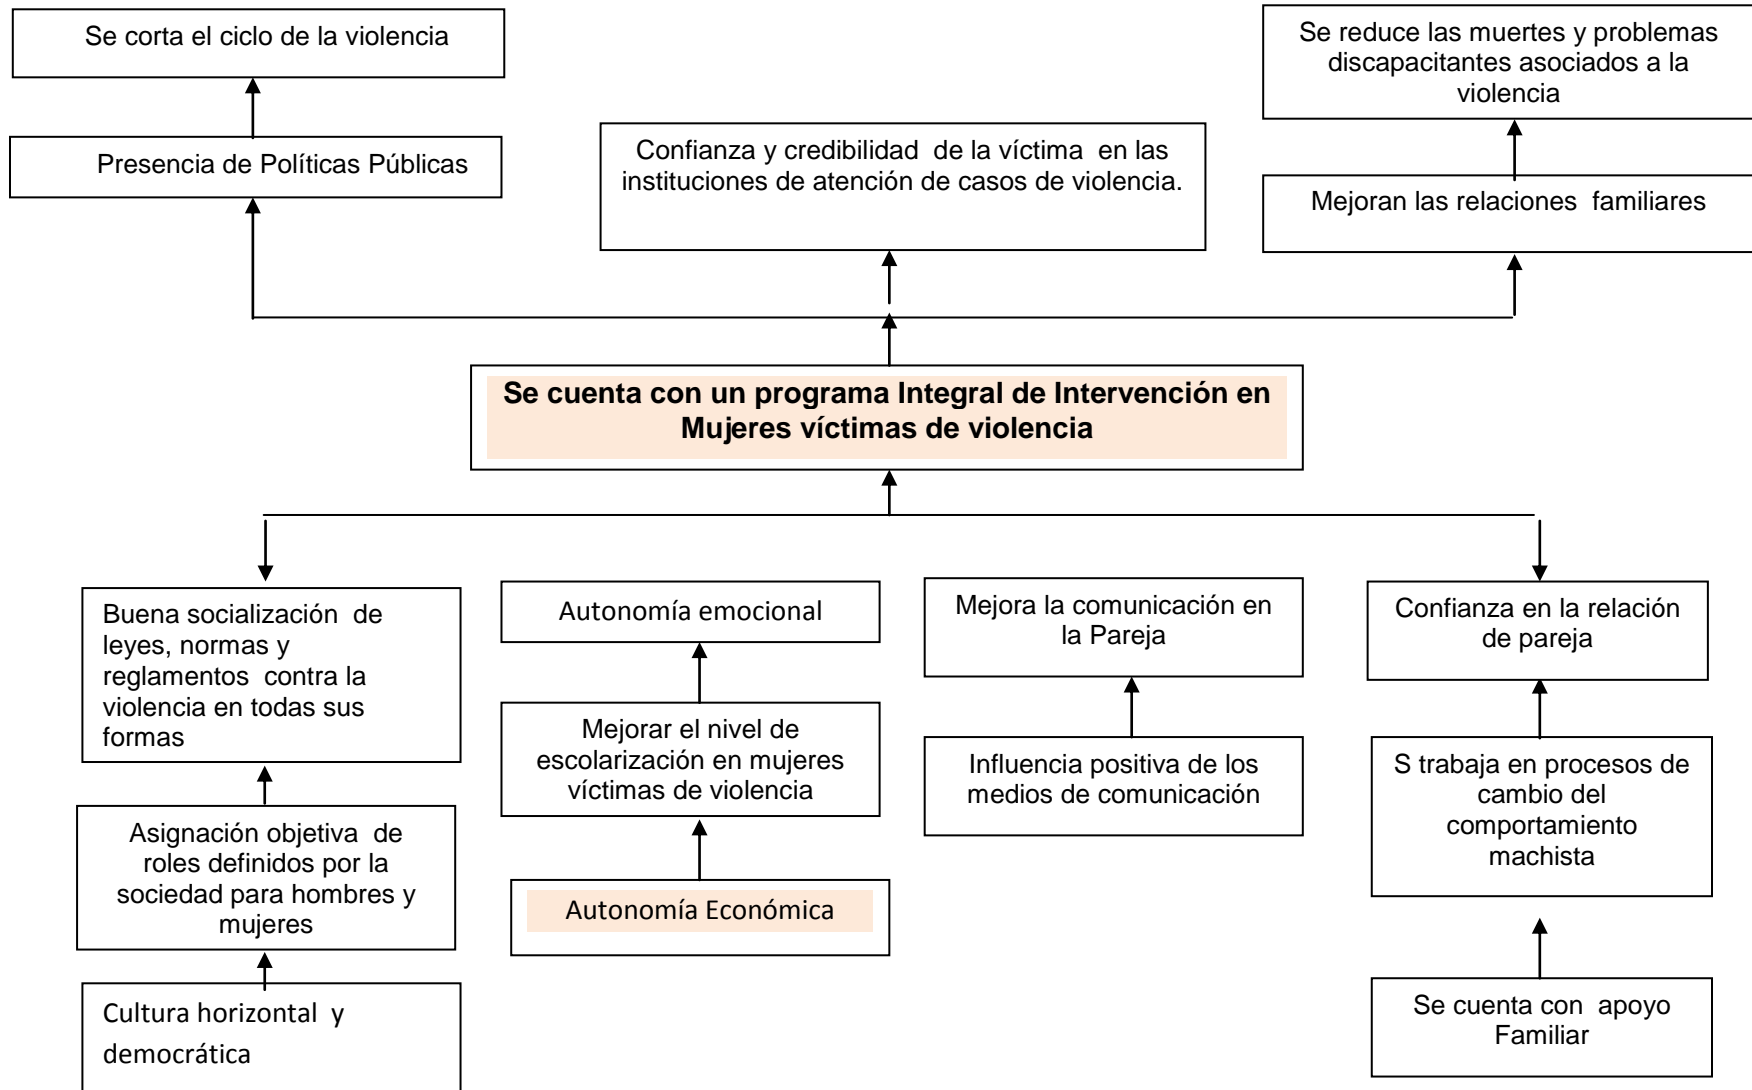 Se corta el ciclo de la violencia
Se reduce las muertes y problemas
discapacitantes asociados a la
violencia
Presencia de Políticas Públicas
Confianza y credibilidad de la víctima en las
instituciones de atención de casos de violencia.
Mejoran las relaciones familiares
Se cuenta con un programa Integral de Intervención en
Mujeres víctimas de violencia
Buena socialización de
leyes, normas y
reglamentos contra la
violencia en todas sus
formas
Autonomía emocional
Mejora la comunicación en
la Pareja
Confianza en la relación
de pareja
Mejorar el nivel de
escolarización en mujeres
víctimas de violencia
Influencia positiva de los
medios de comunicación
S trabaja en procesos de
cambio del
comportamiento
machista
Asignación objetiva de
roles definidos por la
sociedad para hombres y
mujeres
Autonomía Económica
Cultura horizontal y
democrática
Se cuenta con apoyo
Familiar